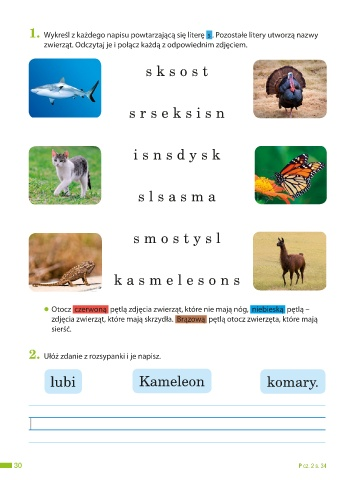 1. Wykreśl z każdego napisu powtarzającą się literę s. Pozostałe litery utworzą nazwy
zwierząt. Odczytaj je i połącz każdą z odpowiednim zdjęciem.
s k s o s t
s r s e k s i s n
i s n s d y s k
s l s a s m a
s m o s t y s l
k a s m e l e s o n s
Otocz czerwoną pętlą zdjęcia zwierząt, które nie mają nóg, niebieską pętlą –
zdjęcia zwierząt, które mają skrzydła. Brązową pętlą otocz zwierzęta, które mają
sierść.
2. Ułóż zdanie z rozsypanki i je napisz.
lubi Kameleon komary.
30 P cz. 2 s. 34